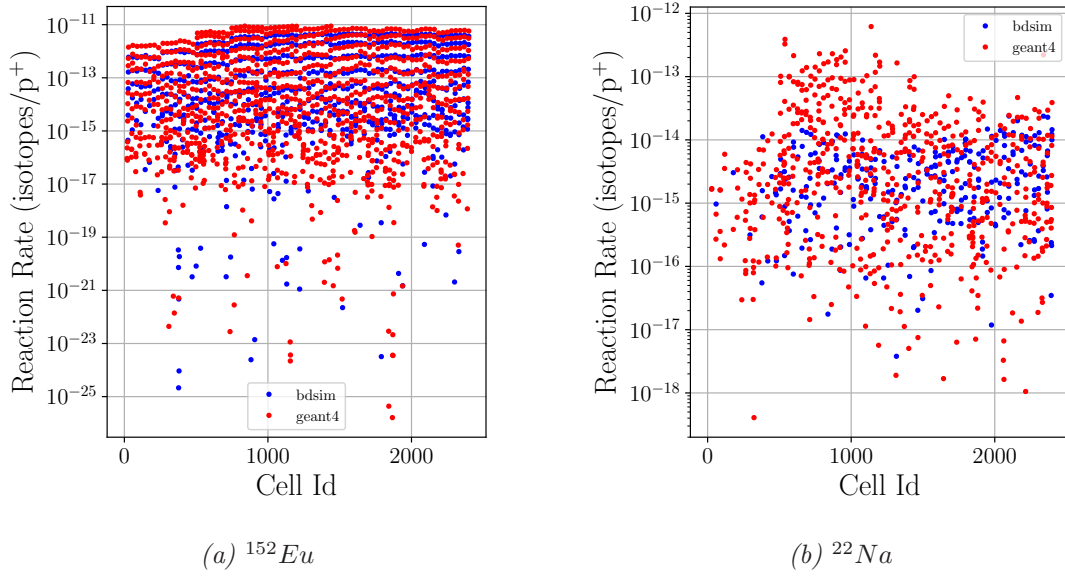 10⁻¹¹
10⁻¹³
10⁻¹⁵
10⁻¹⁷
10⁻¹⁹
10⁻²¹
10⁻²³
10⁻²⁵
Reaction Rate (isotopes/p⁺)
bdsim
geant4
0 1000 2000
Cell Id
(a) ¹⁵²Eu
10⁻¹²
10⁻¹³
10⁻¹⁴
10⁻¹⁵
10⁻¹⁶
10⁻¹⁷
10⁻¹⁸
Reaction Rate (isotopes/p⁺)
bdsim
geant4
0 1000 2000
Cell Id
(b) ²²Na